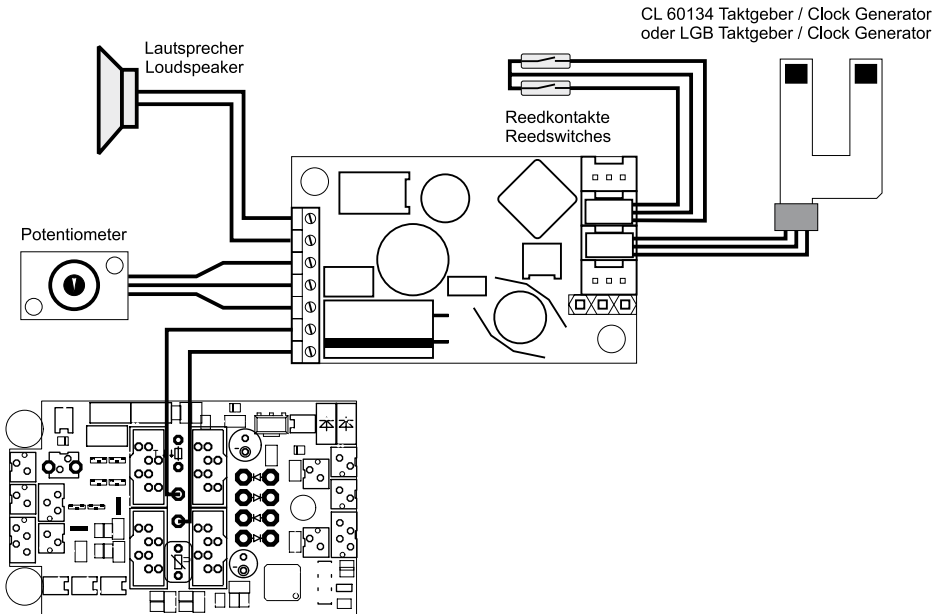 CL 60134 Taktgeber / Clock Generator
oder LGB Taktgeber / Clock Generator
Lautsprecher
Loudspeaker
Reedkontakte
Reedswitches
Potentiometer